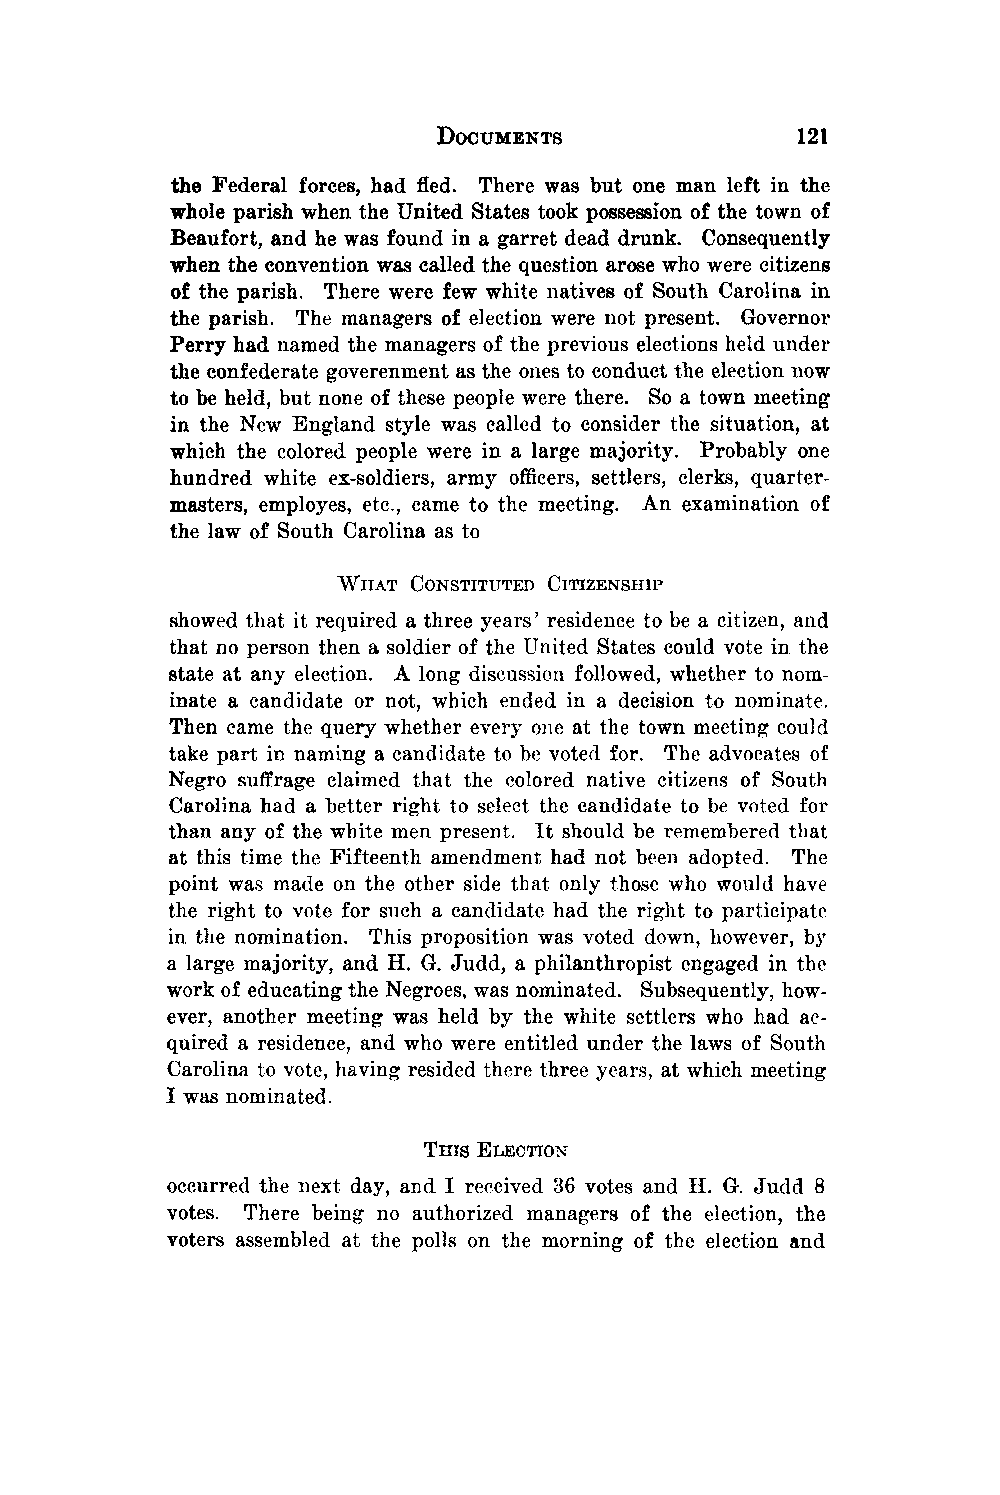 DOCUMENTS 121
the Federal forces, had fled. There was but one man left in the
whole parish when the United States took possession of the town of
Beaufort, and he was found in a garret dead drunk. Consequently
when the convention was called the question arose who were citizens
of the parish. There were few white natives of South Carolina in
the parish. The managers of election were not present. Governor
Perry had named the managers of the previous elections held under
the confederate goverenment as the ones to conduct the election now
to be held, but none of these people were there. So a town meeting
in the New England style was called to consider the situation, at
which the colored people were in a large majority. Probably one
hundred white ex-soldiers, army officers, settlers, clerks, quarter-
masters, employes, etc., came to the meeting. An examination of
the law of South Carolina as to
WHAT CONSTITUTED CITIZENSHIP
showed that it required a three years' residence to be a citizen, and
that no person then a soldier of the United States could vote in the
state at any election. A long discussion followed, whether to nom-
inate a candidate or not, which ended in a decision to nominate.
Then came the query whether every one at the town meeting could
take part in naming a candidate to be voted for. The advocates of
Negro suffrage claimed that the colored native citizens of South
Carolina had a better right to select the candidate to be voted for
than any of the white men present. It should be remembered that
at this time the Fifteenth amendment had not been adopted. The
point was made on the other side that only those who would have
the right to vote for such a candidate had the right to participate
in the nomination. This proposition was voted down, however, by
a large majority, and H. G. Judd, a philanthropist engaged in the
work of educating the Negroes, was nominated. Subsequently, how-
ever, another meeting was held by the white settlers who had ac-
quired a residence, and who were entitled under the laws of South
Carolina to vote, having resided there three years, at which meeting
I was nominated.
THIS ELECTION
occurred the next day, and I received 36 votes and H. G. Judd 8
votes. There being no authorized managers of the election, the
voters assembled at the polls on the morning of the election and